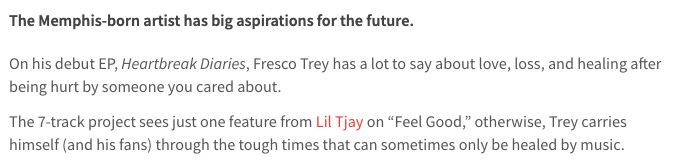 The Memphis-born artist has big aspirations for the future.
On his debut EP, Heartbreak Diaries, Fresco Trey has a lot to say about love, loss, and healing after
being hurt by someone you cared about.
The 7-track project sees just one feature from Lil Tjay on “Feel Good,” otherwise, Trey carries
himself (and his fans) through the tough times that can sometimes only be healed by music.